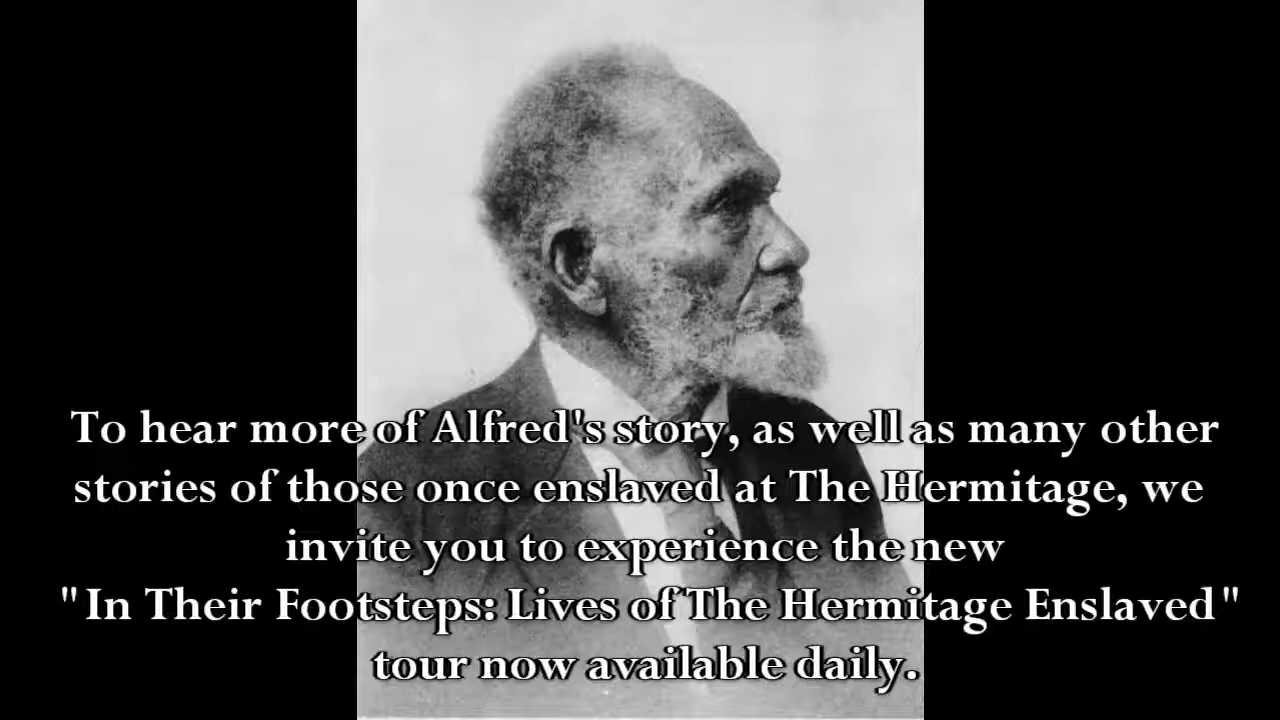 To hear more of Alfred's story, as well as many other
stories of those once enslaved at The Hermitage, we
invite you to experience the new
"In Their Footsteps: Lives of The Hermitage Enslaved"
tour now available daily.